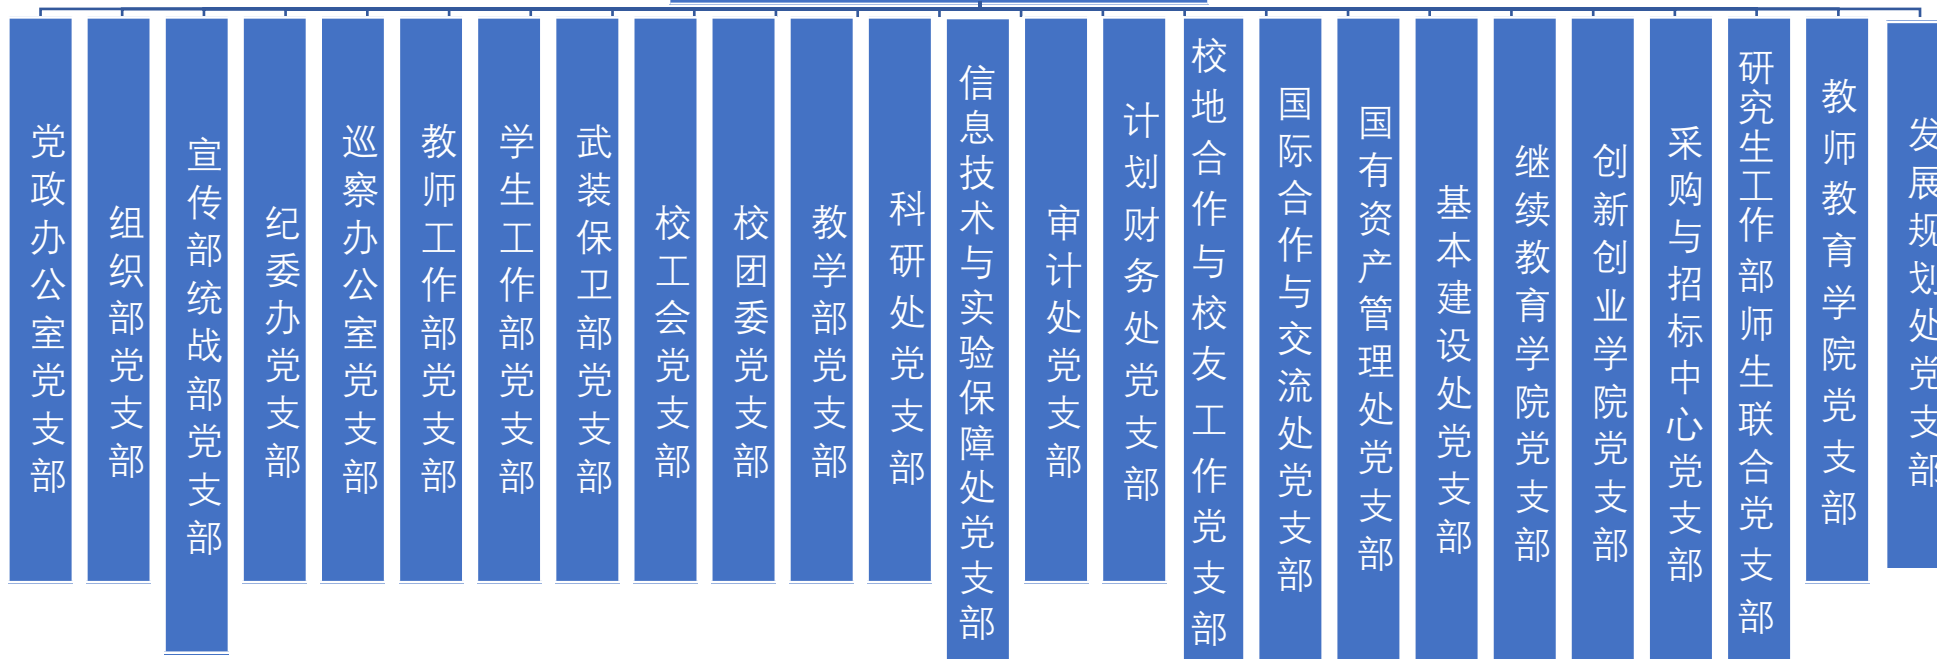 党政办公室党支部
组织部党支部
宣传部统战部党支部
纪委办党支部
巡察办公室党支部
教师工作部党支部
学生工作部党支部
武装保卫部党支部
校工会党支部
校团委党支部
教学部党支部
科研处党支部
信息技术与实验保障处党支部
审计处党支部
计划财务处党支部
校地合作与校友工作党支部
国际合作与交流处党支部
国有资产管理处党支部
基本建设处党支部
继续教育学院党支部
创新创业学院党支部
采购与招标中心党支部
研究生工作部师生联合党支部
教师教育学院党支部
发展规划处党支部